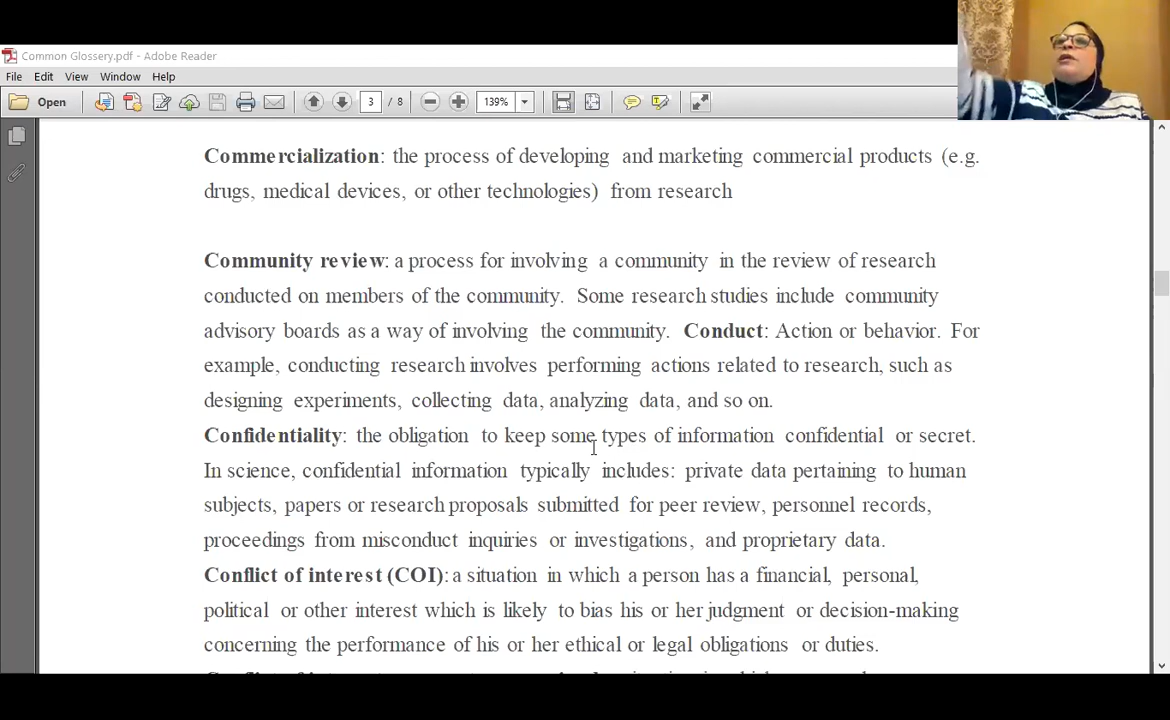 Common Glossery.pdf - Adobe Reader
File Edit View Window Help
Open 3 / 8 139%
Commercialization: the process of developing and marketing commercial products (e.g.
drugs, medical devices, or other technologies) from research
Community review: a process for involving a community in the review of research
conducted on members of the community. Some research studies include community
advisory boards as a way of involving the community. Conduct: Action or behavior. For
example, conducting research involves performing actions related to research, such as
designing experiments, collecting data, analyzing data, and so on.
Confidentiality: the obligation to keep some types of information confidential or secret.
In science, confidential information typically includes: private data pertaining to human
subjects, papers or research proposals submitted for peer review, personnel records,
proceedings from misconduct inquiries or investigations, and proprietary data.
Conflict of interest (COI): a situation in which a person has a financial, personal,
political or other interest which is likely to bias his or her judgment or decision-making
concerning the performance of his or her ethical or legal obligations or duties.